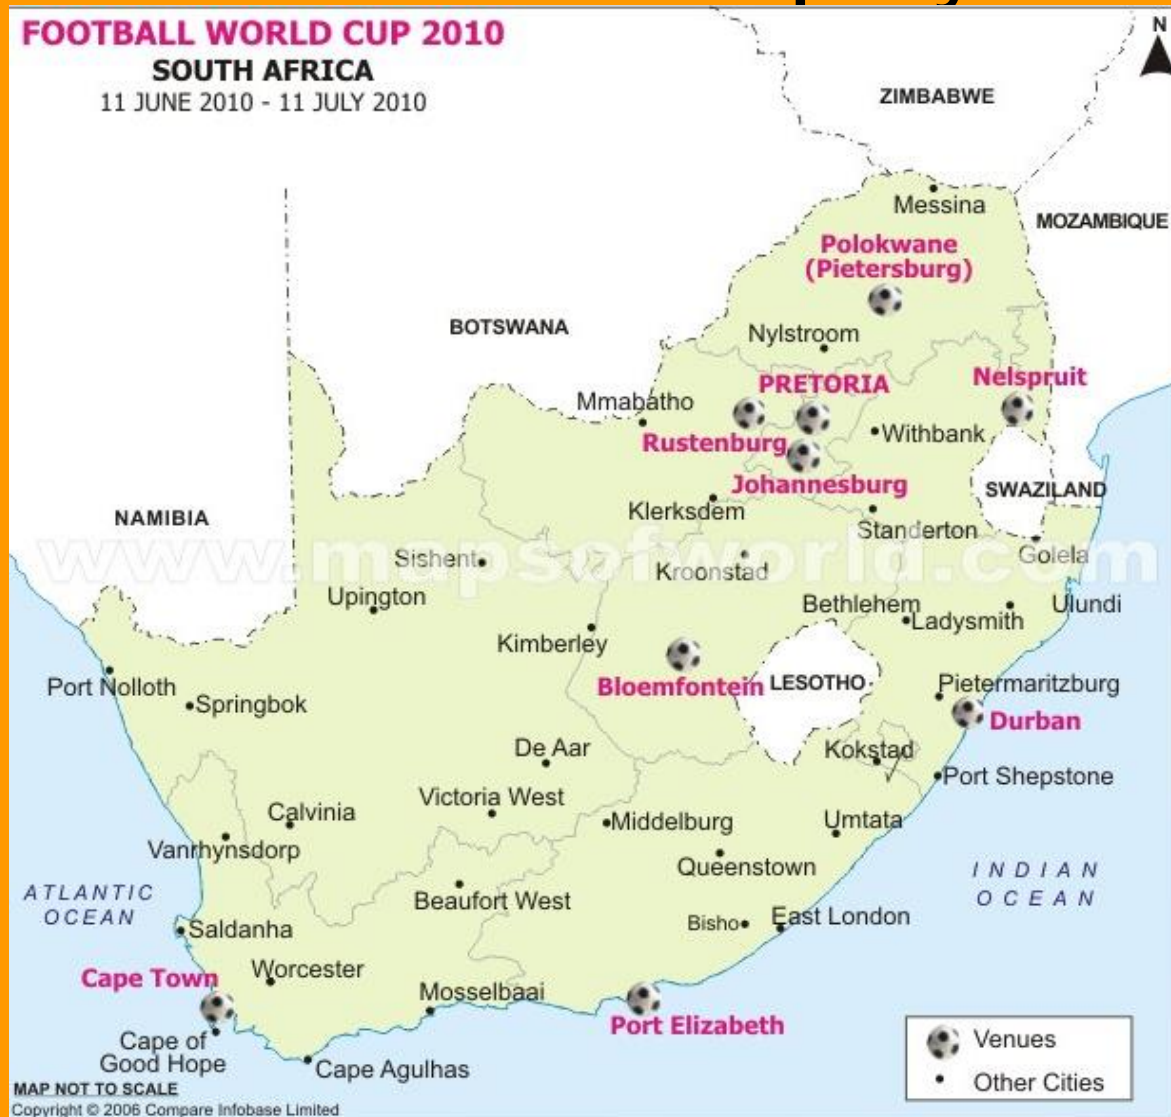 FOOTBALL WORLD CUP 2010
SOUTH AFRICA
11 JUNE 2010 - 11 JULY 2010
N
ZIMBABWE
Messina
MOZAMBIQUE
Polokwane
(Pietersburg)
BOTSWANA
Nylstroom
PRETORIA
Nelspruit
Mmabatho
Rustenburg
Withbank
Johannesburg
SWAZILAND
Klerksdem
NAMIBIA
Standerton
www.mapsofworld.com
Sishent
Kroonstad
Golela
Upington
Bethlehem
Ulundi
Ladysmith
Kimberley
Port Nolloth
Bloemfontein
LESOTHO
Pietermaritzburg
Springbok
Durban
De Aar
Kokstad
Port Shepstone
Victoria West
Calvinia
Middelburg
Umtata
Vanrhynsdorp
Queenstown
INDIAN
OCEAN
ATLANTIC
OCEAN
Beaufort West
Bisho
East London
Saldanha
Worcester
Cape Town
Mosselbaai
Port Elizabeth
Cape of
Good Hope
Cape Agulhas
Venues
Other Cities
MAP NOT TO SCALE
Copyright © 2006 Compare Infobase Limited